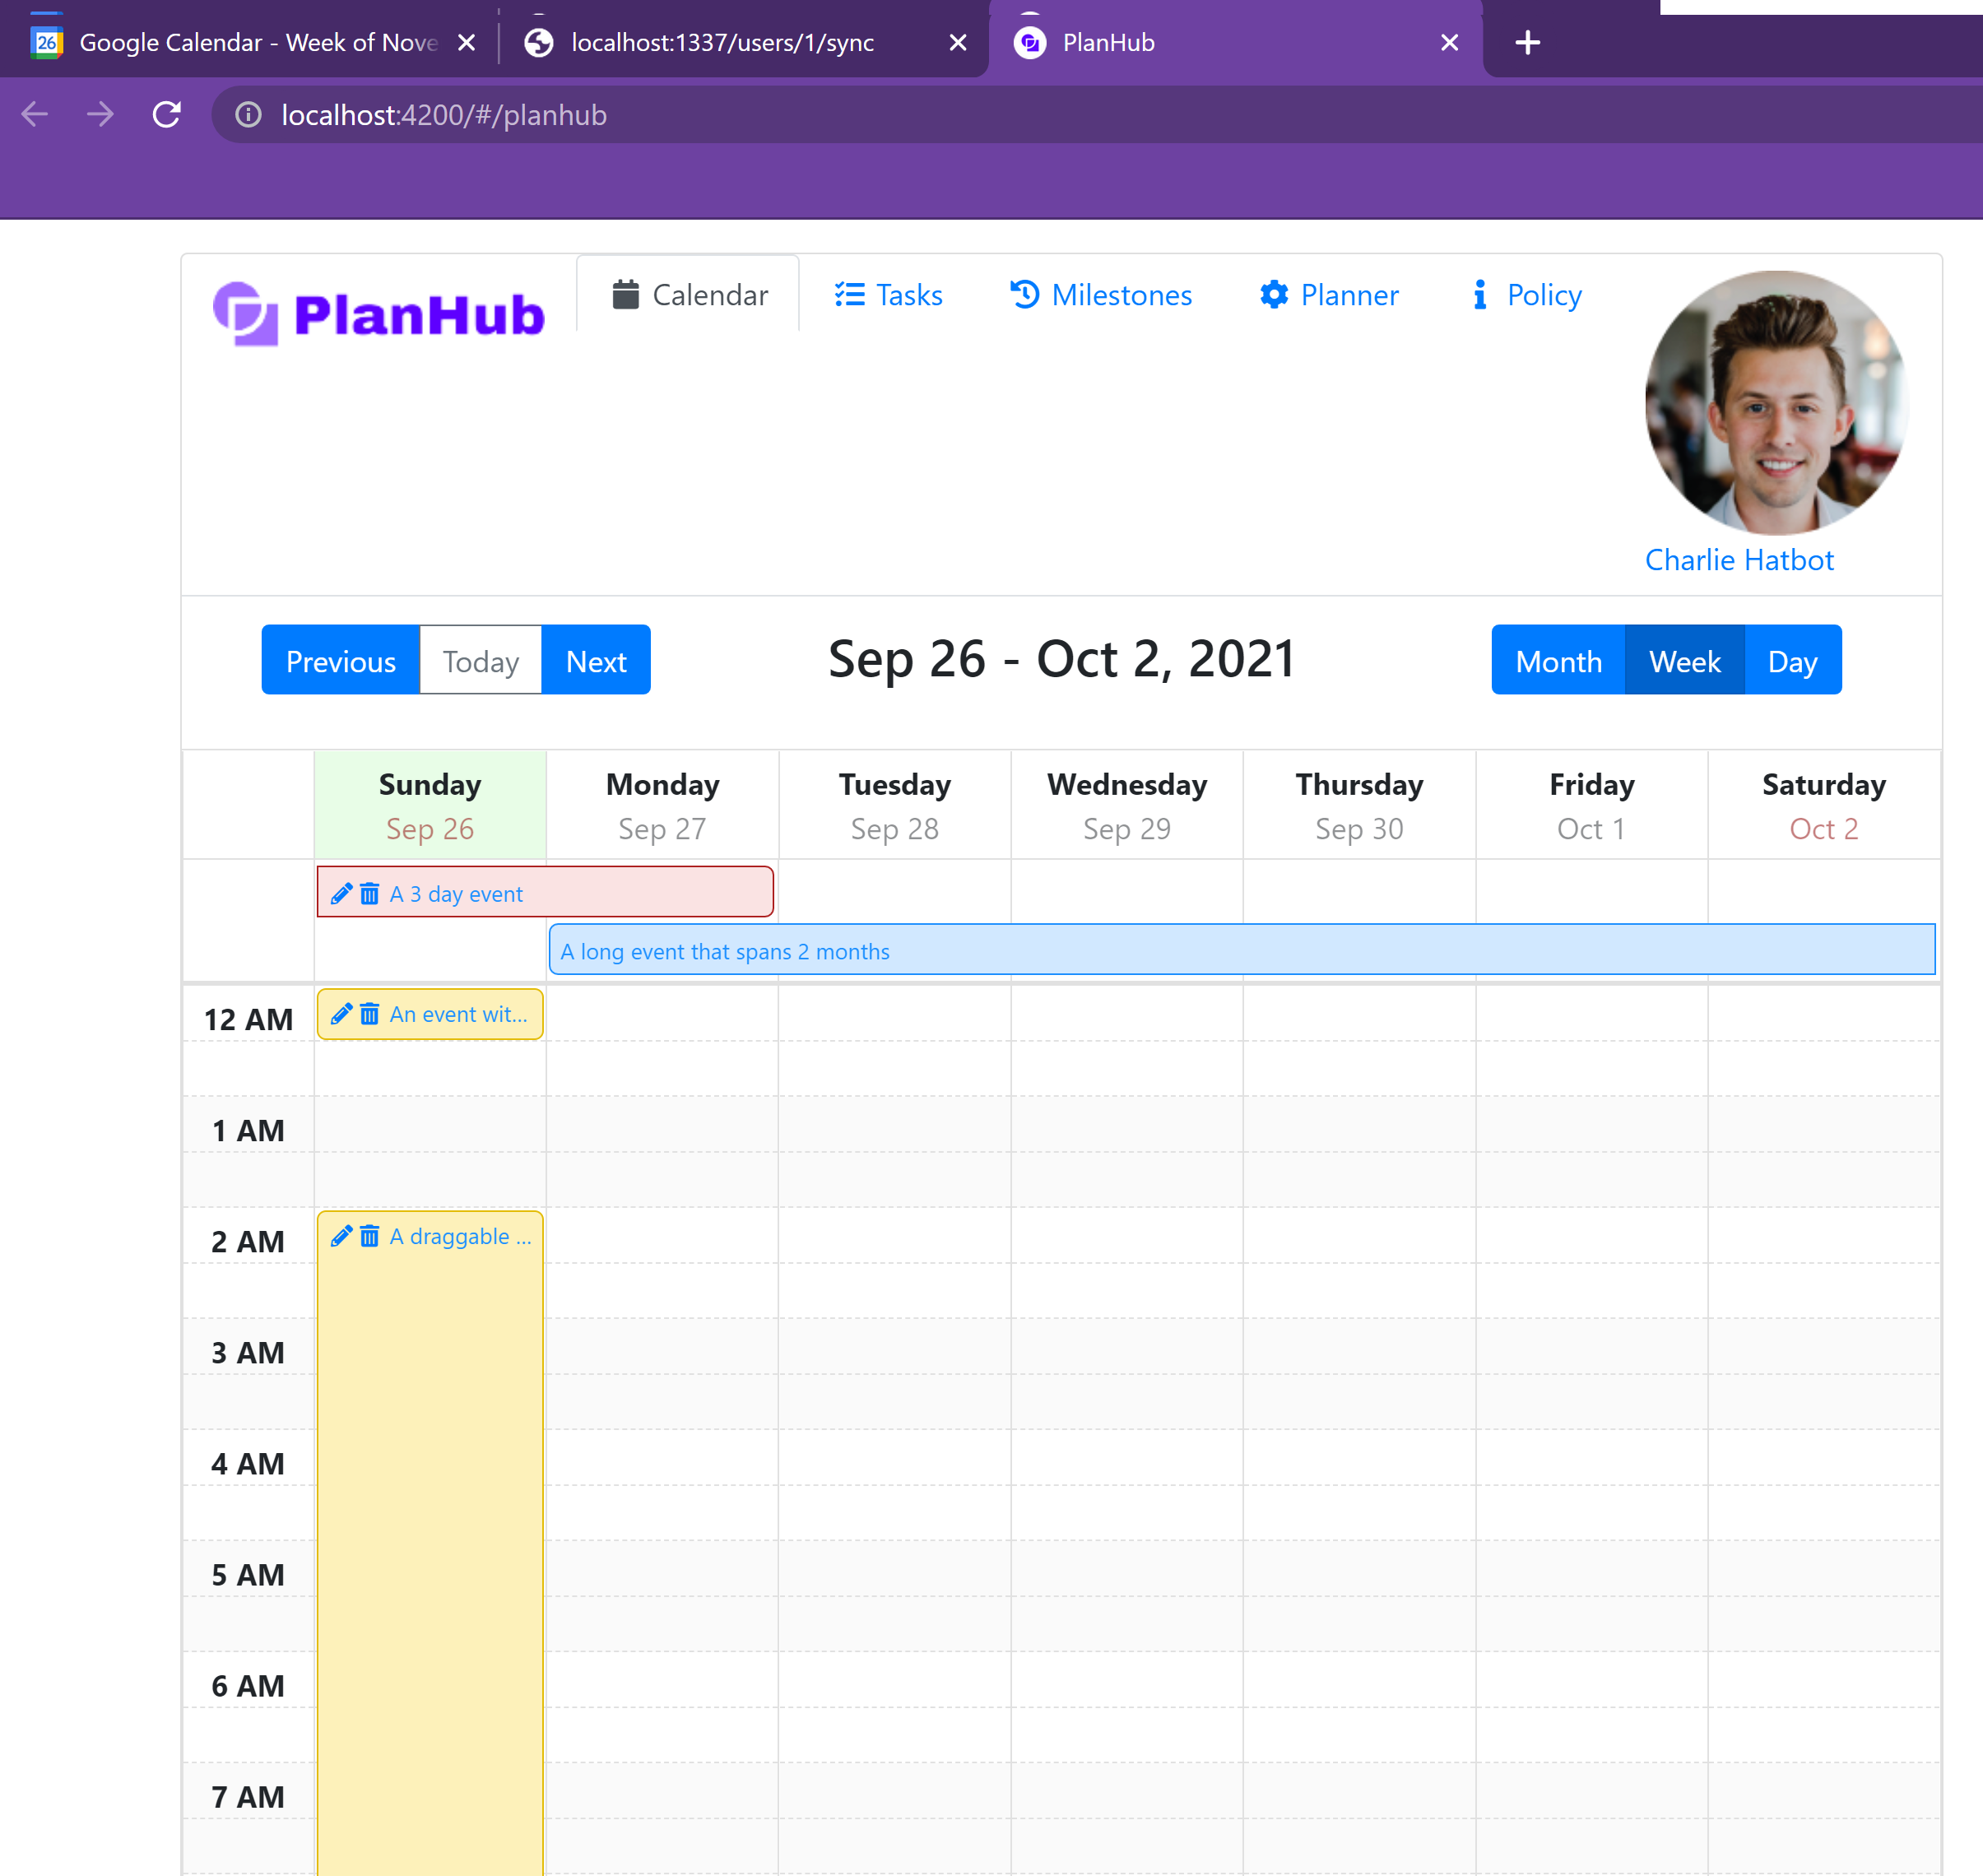 26 Google Calendar - Week of Nove
localhost:1337/users/1/sync
PlanHub
localhost:4200/#/planhub
PlanHub
Calendar
Tasks
Milestones
Planner
Policy
Charlie Hatbot
Previous Today Next
Sep 26 - Oct 2, 2021
Month Week Day
Sunday Monday Tuesday Wednesday Thursday Friday Saturday
Sep 26 Sep 27 Sep 28 Sep 29 Sep 30 Oct 1 Oct 2
A 3 day event
A long event that spans 2 months
12 AM An event wit...
1 AM
2 AM A draggable ...
3 AM
4 AM
5 AM
6 AM
7 AM